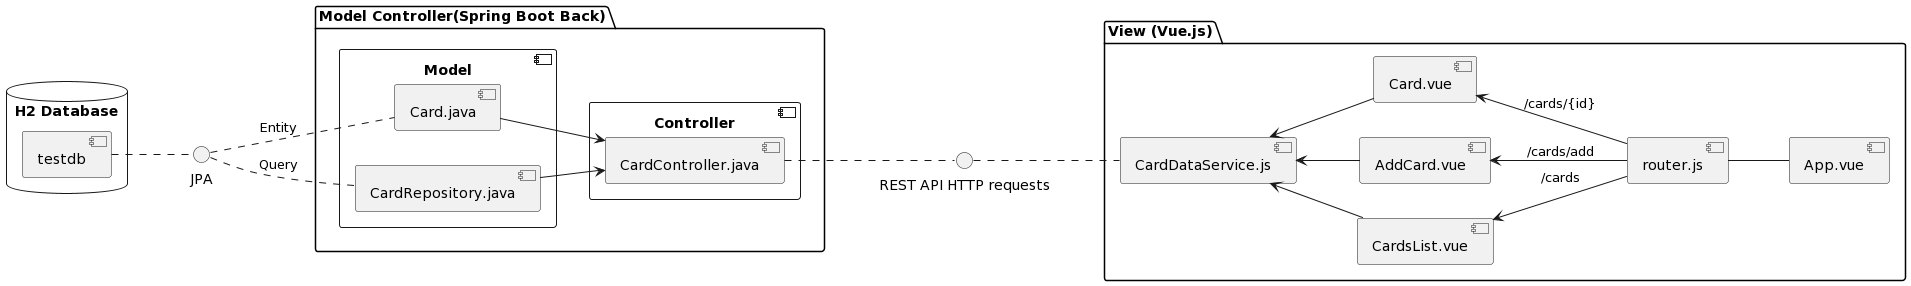 H2 Database
testdb
JPA
Entity
Query
Model Controller(Spring Boot Back)
Model
Card.java
CardRepository.java
Controller
CardController.java
REST API HTTP requests
View (Vue.js)
CardDataService.js
Card.vue
AddCard.vue
CardsList.vue
/cards/{id}
/cards/add
/cards
router.js
App.vue